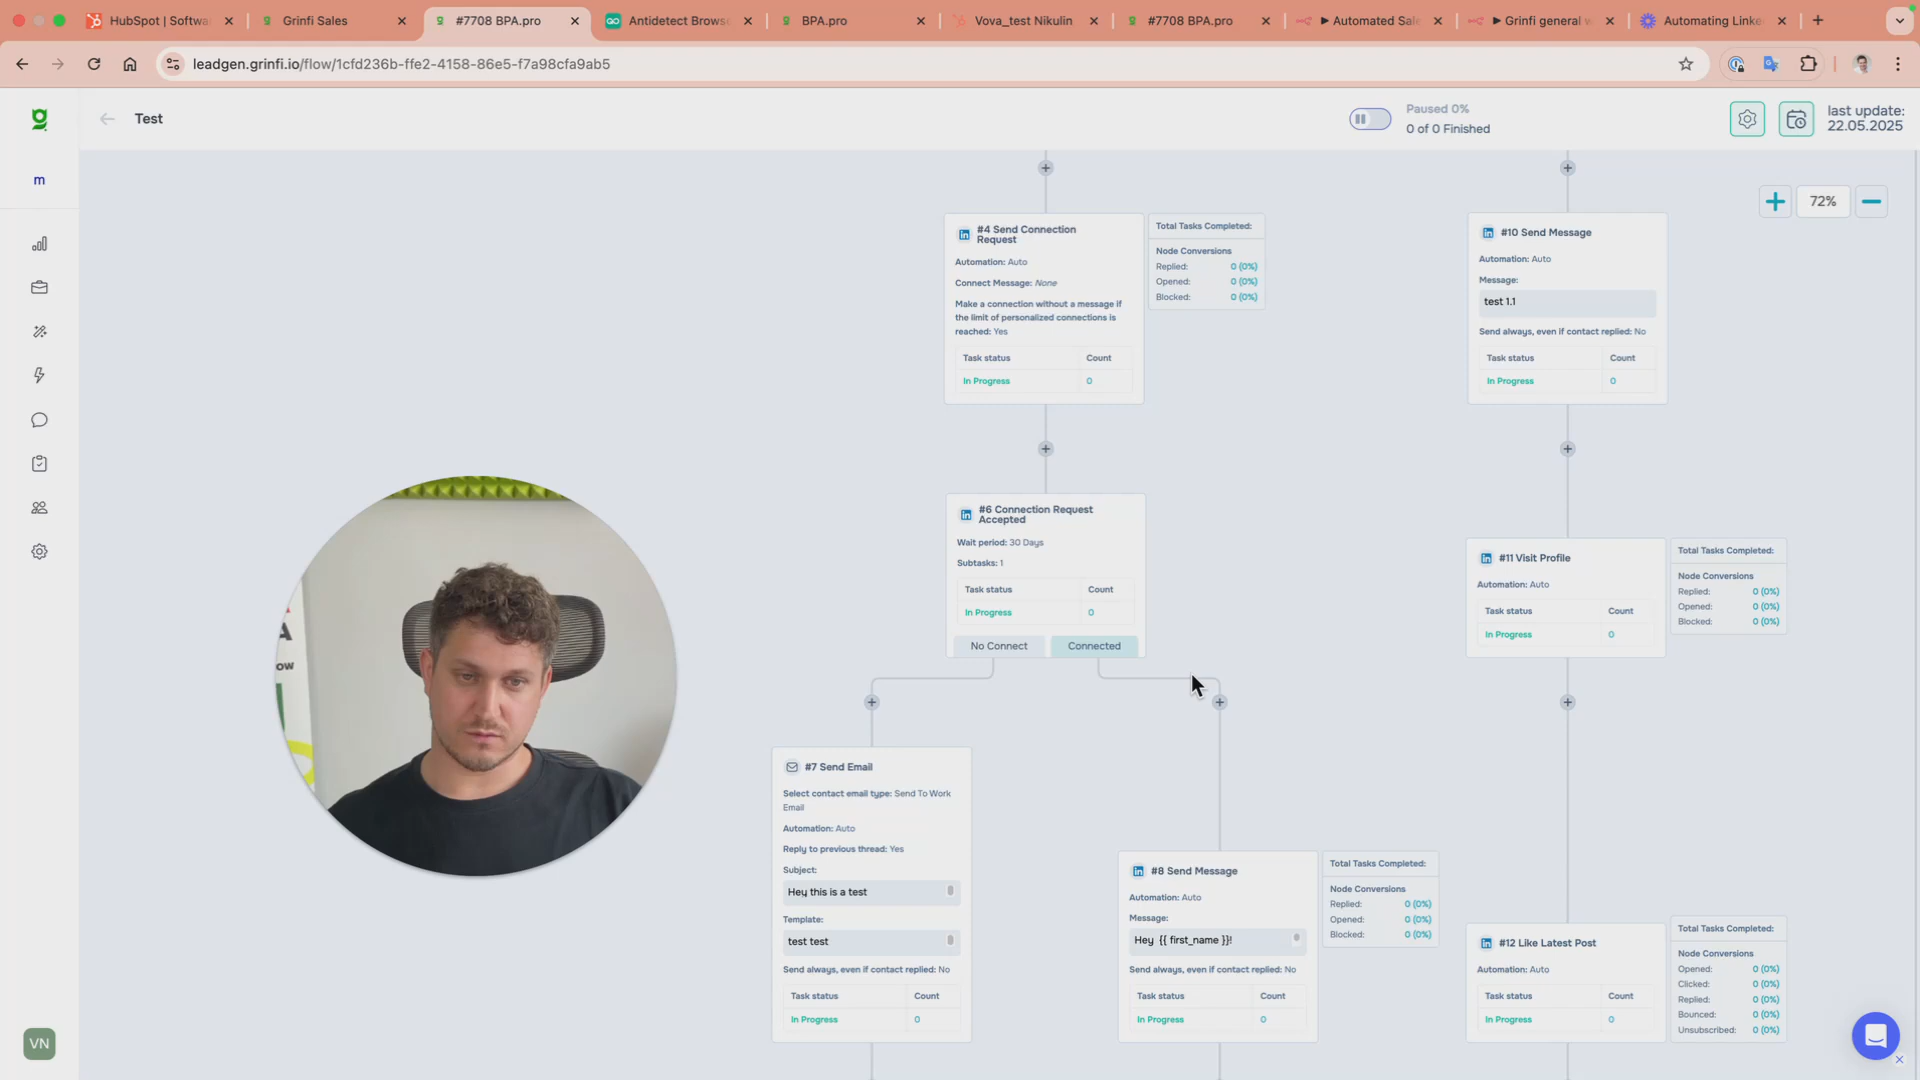 HubSpot | Softwa
Grinfi Sales
#7708 BPA.pro
Antidetect Browse
BPA.pro
Vova_test Nikulin
#7708 BPA.pro
▶ Automated Sale
▶ Grinfi general w
Automating Linke
leadgen.grinfi.io/flow/1cfd236b-ffe2-4158-86e5-f7a98cfa9ab5
Test
Paused 0%
0 of 0 Finished
last update:
22.05.2025
m
72%
#4 Send Connection
Request
Automation: Auto
Connect Message: None
Make a connection without a message if
the limit of personalized connections is
reached: Yes
Task status Count
In Progress 0
Total Tasks Completed:
Node Conversions
Replied: 0 (0%)
Opened: 0 (0%)
Blocked: 0 (0%)
#10 Send Message
Automation: Auto
Message:
test 1.1
Send always, even if contact replied: No
Task status Count
In Progress 0
#6 Connection Request
Accepted
Wait period: 30 Days
Subtasks: 1
Task status Count
In Progress 0
No Connect Connected
#11 Visit Profile
Automation: Auto
Task status Count
In Progress 0
Total Tasks Completed:
Node Conversions
Replied: 0 (0%)
Opened: 0 (0%)
Blocked: 0 (0%)
#7 Send Email
Select contact email type: Send To Work
Email
Automation: Auto
Reply to previous thread: Yes
Subject:
Hey this is a test
Template:
test test
Send always, even if contact replied: No
Task status Count
In Progress 0
#8 Send Message
Automation: Auto
Message:
Hey {{ first_name }}!
Send always, even if contact replied: No
Task status Count
In Progress 0
Total Tasks Completed:
Node Conversions
Replied: 0 (0%)
Opened: 0 (0%)
Blocked: 0 (0%)
#12 Like Latest Post
Automation: Auto
Task status Count
In Progress 0
Total Tasks Completed:
Node Conversions
Opened: 0 (0%)
Clicked: 0 (0%)
Replied: 0 (0%)
Bounced: 0 (0%)
Unsubscribed: 0 (0%)
VN